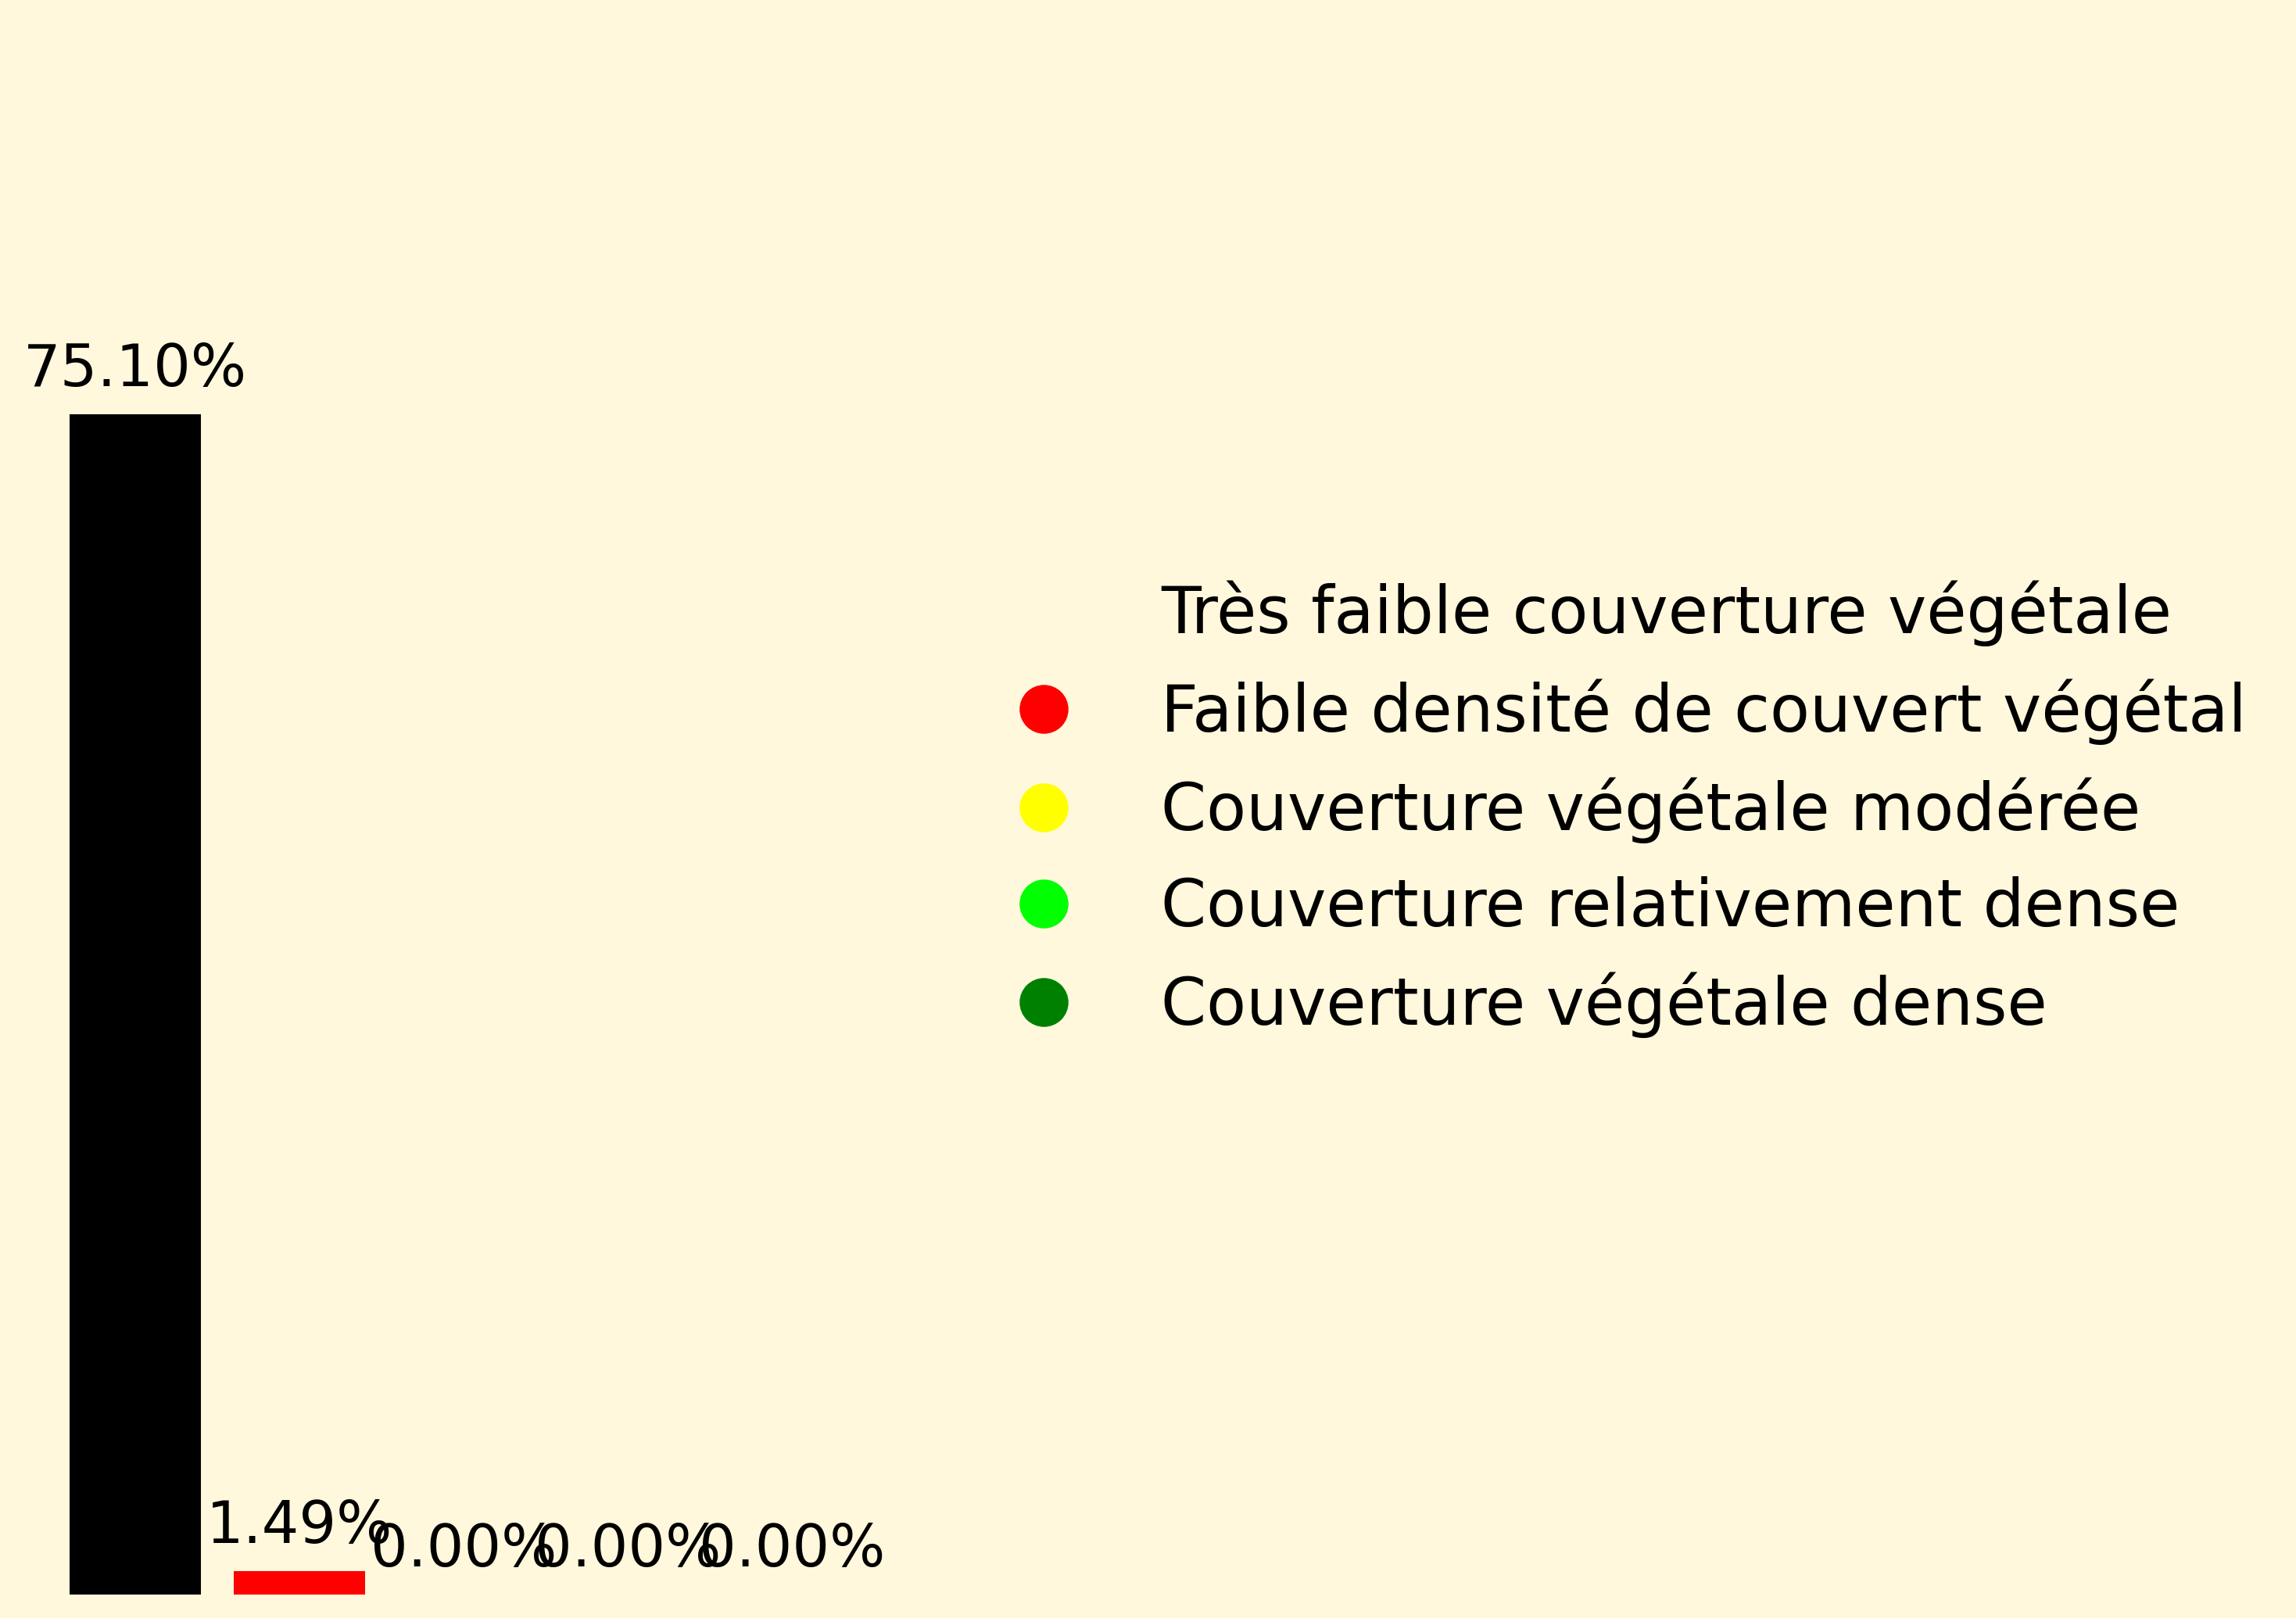 75.10%
Très faible couverture végétale
Faible densité de couvert végétal
Couverture végétale modérée
Couverture relativement dense
Couverture végétale dense
1.49%
0.00% 0.00% 0.00%